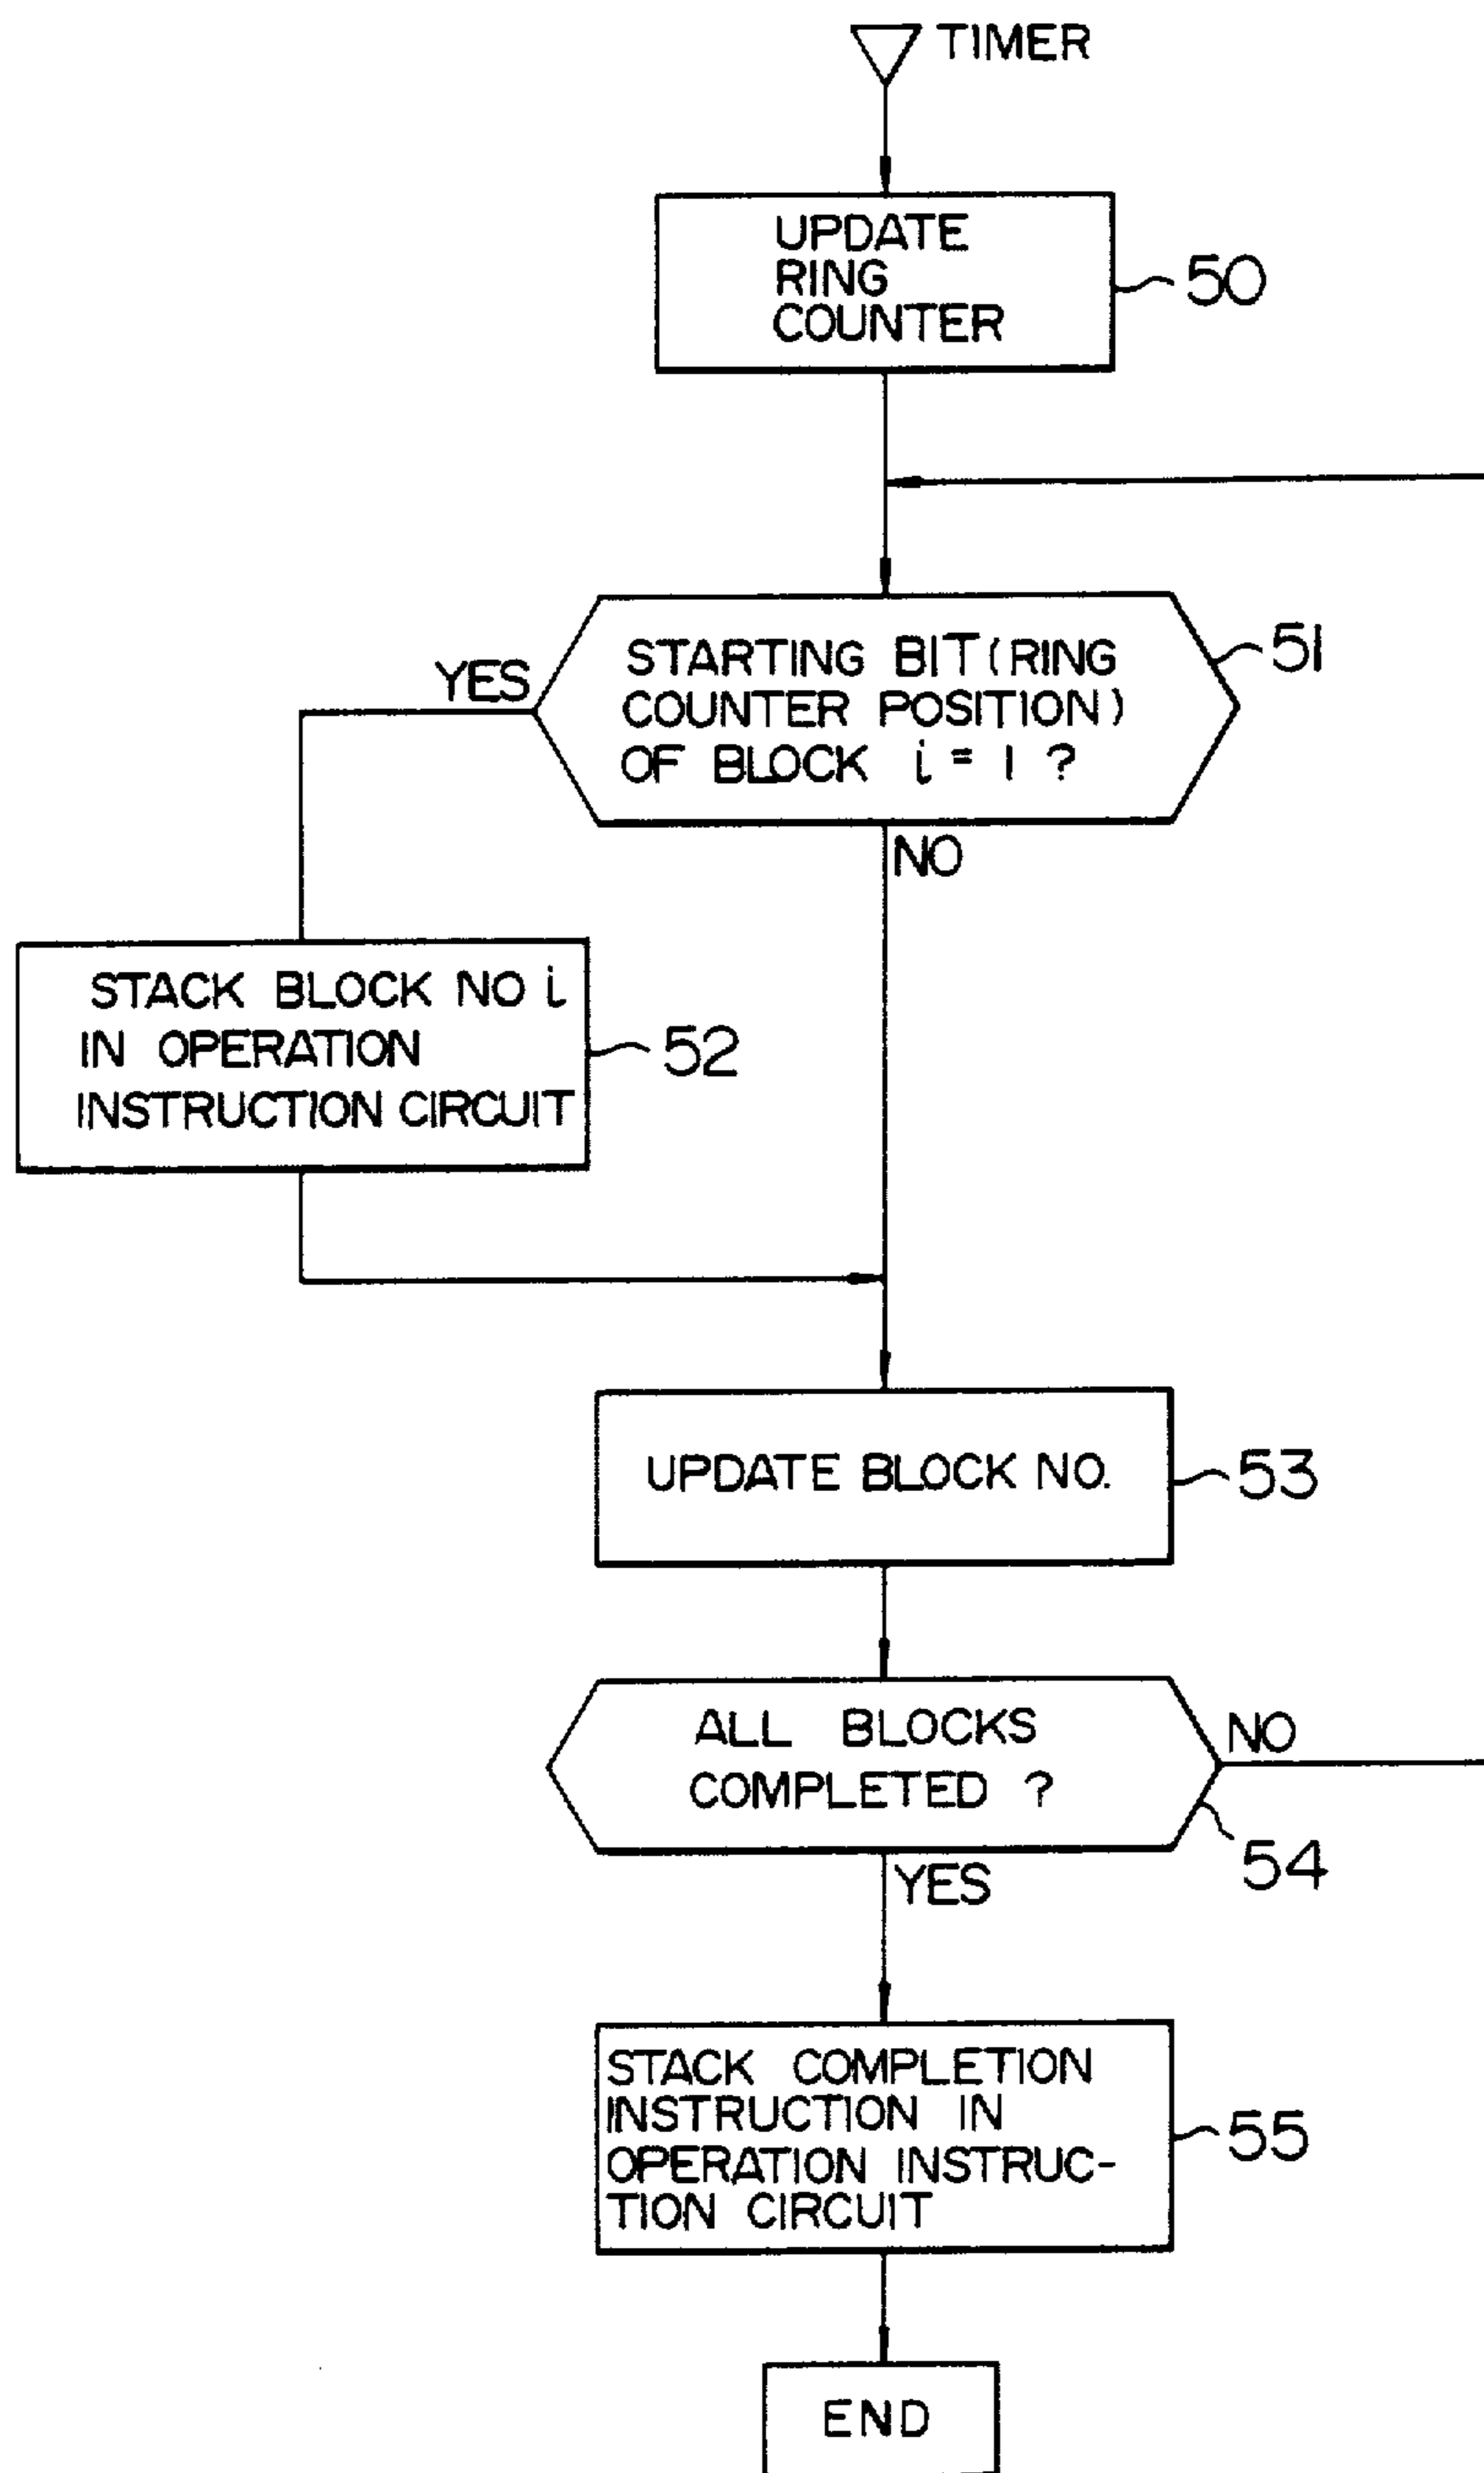 TIMER
UPDATE
RING
COUNTER
50
STARTING BIT (RING
COUNTER POSITION)
OF BLOCK i = 1 ?
51
YES
NO
STACK BLOCK NO i
IN OPERATION
INSTRUCTION CIRCUIT
52
UPDATE BLOCK NO.
53
ALL BLOCKS
COMPLETED ?
NO
54
YES
STACK COMPLETION
INSTRUCTION IN
OPERATION INSTRUC-
TION CIRCUIT
55
END